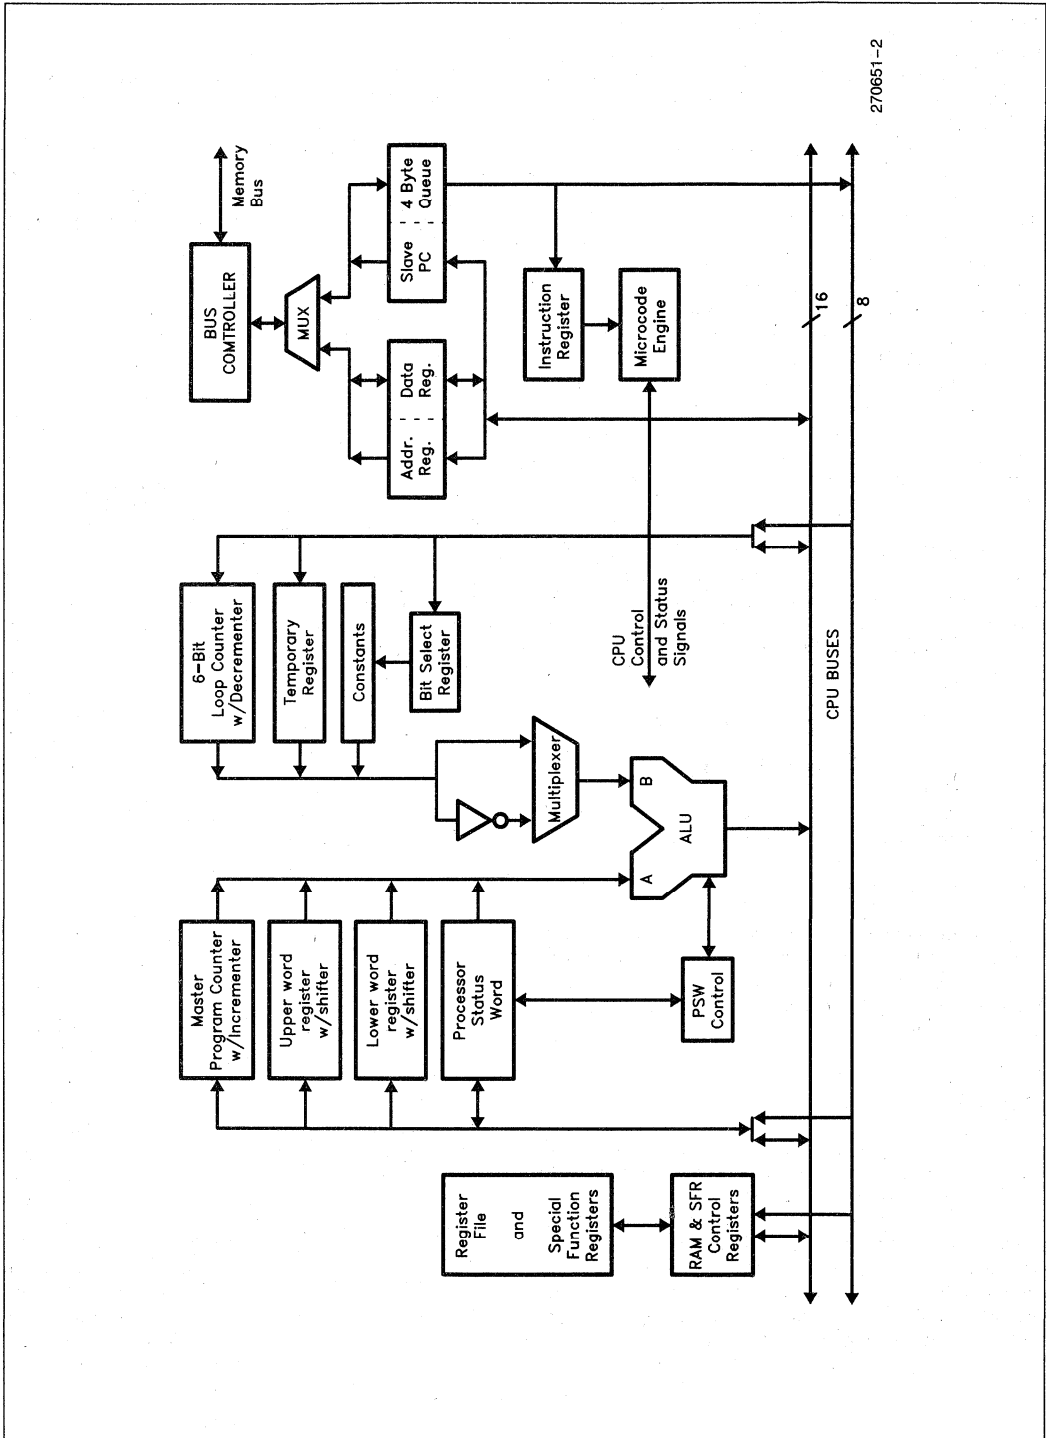 Master
Program Counter
w/Incrementer
Upper word
register
w/shifter
Lower word
register
w/shifter
Processor
Status
Word
Register
File
and
Special
Function
Registers
RAM & SFR
Control
Registers
PSW
Control
A
B
ALU
Multiplexer
6-Bit
Loop Counter
w/Decrementer
Temporary
Register
Constants
Bit Select
Register
CPU
Control
and Status
Signals
BUS
COMTROLLER
Memory
Bus
MUX
Addr.
Reg.
Data
Reg.
Slave
PC
4 Byte
Queue
Instruction
Register
Microcode
Engine
16
8
CPU BUSES
270651-2